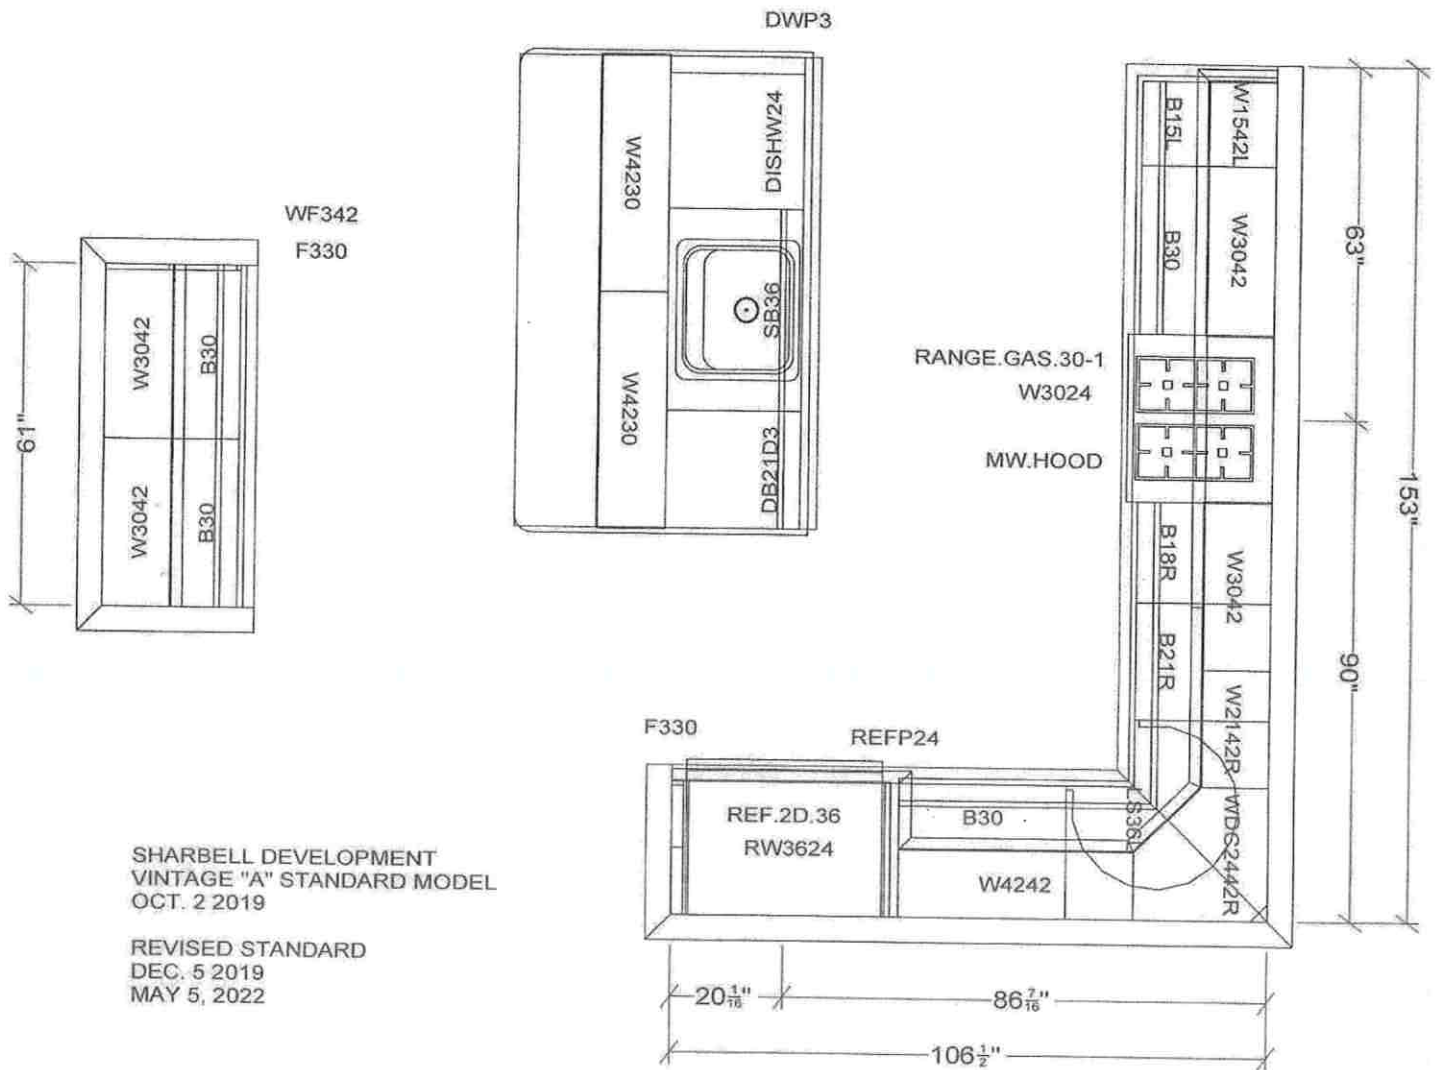 DWP3
WF342
F330
61"
W3042
W3042
B30
B30
W4230
W4230
DISHW24
SB36
DB21D3
RANGE.GAS.30-1
W3024
MW.HOOD
B15L
W1542L
B30
W3042
B18R
W3042
B21R
W2142R
WDC2442R
63"
90"
153"
F330
REFP24
REF.2D.36
RW3624
B30
LS36L
W4242
SHARBELL DEVELOPMENT
VINTAGE "A" STANDARD MODEL
OCT. 2 2019
REVISED STANDARD
DEC. 5 2019
MAY 5, 2022
20 1/16"
86 7/16"
106 1/2"